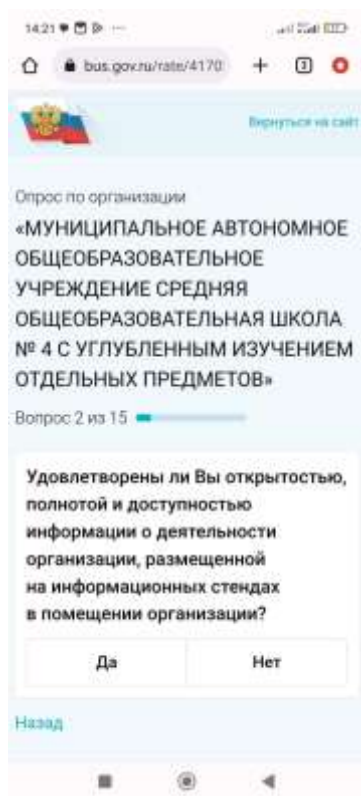 14:21
bus.gov.ru/rate/4170
Вернуться на сайт
Опрос по организации
«МУНИЦИПАЛЬНОЕ АВТОНОМНОЕ
ОБЩЕОБРАЗОВАТЕЛЬНОЕ
УЧРЕЖДЕНИЕ СРЕДНЯЯ
ОБЩЕОБРАЗОВАТЕЛЬНАЯ ШКОЛА
№ 4 С УГЛУБЛЕННЫМ ИЗУЧЕНИЕМ
ОТДЕЛЬНЫХ ПРЕДМЕТОВ»
Вопрос 2 из 15
Удовлетворены ли Вы открытостью,
полнотой и доступностью
информации о деятельности
организации, размещенной
на информационных стендах
в помещении организации?
Да Нет
Назад